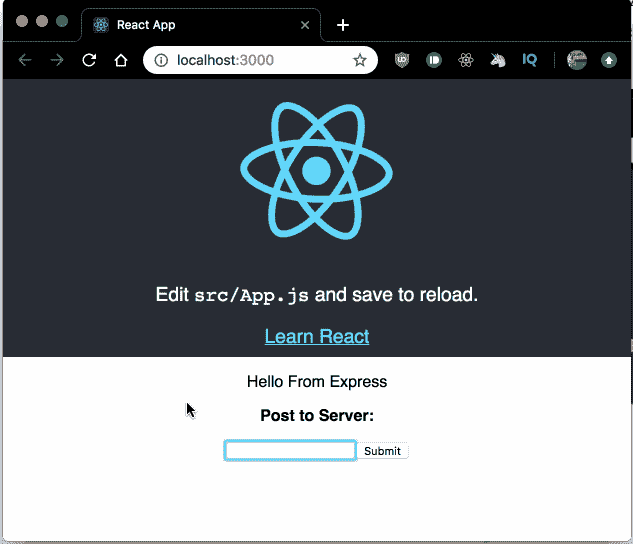 React App
localhost:3000
IQ
Edit src/App.js and save to reload.
Learn React
Hello From Express
Post to Server:
Submit